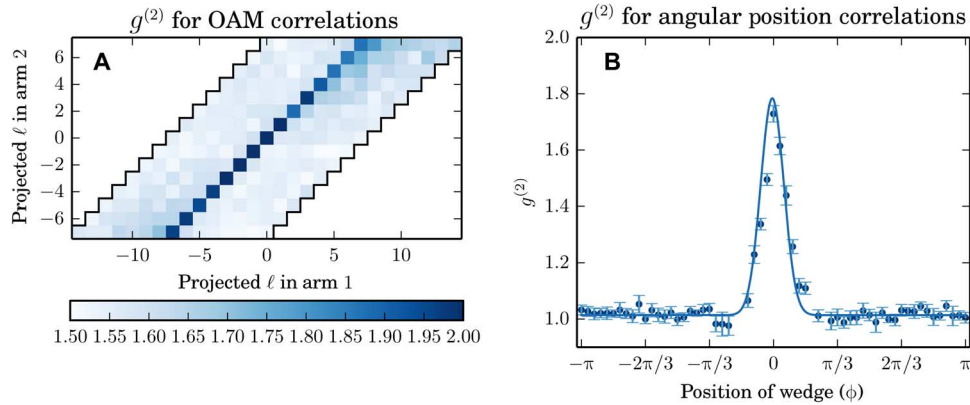 g(2) for OAM correlations
A
6
4
2
0
−2
−4
−6
Projected ℓ in arm 2
−10 −5 0 5 10
Projected ℓ in arm 1
1.50 1.55 1.60 1.65 1.70 1.75 1.80 1.85 1.90 1.95 2.00
g(2) for angular position correlations
B
2.0
1.8
1.6
1.4
1.2
1.0
g(2)
−π −2π/3 −π/3 0 π/3 2π/3 π
Position of wedge (ϕ)